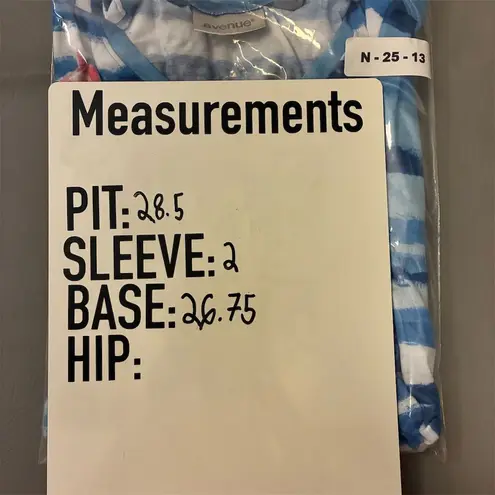 avenue®
N - 25 - 13
Measurements
PIT: 28.5
SLEEVE: 2
BASE: 26.75
HIP: